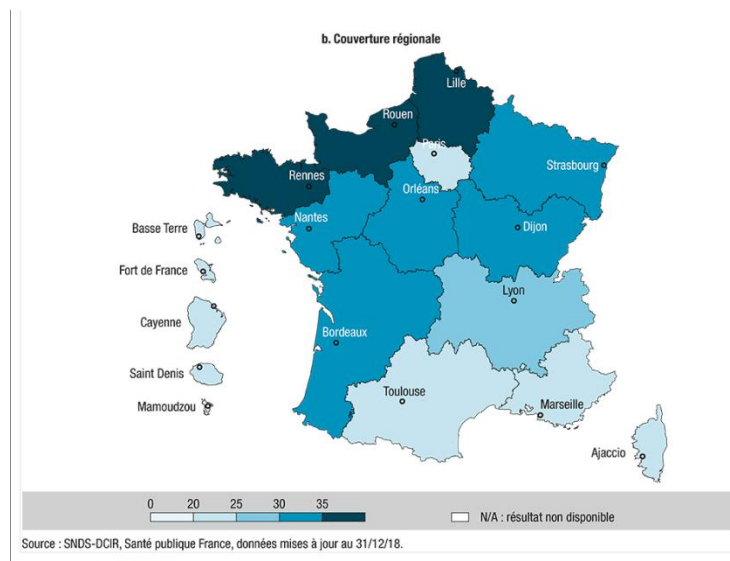 b. Couverture régionale
Lille
Rouen
Paris
Strasbourg
Rennes
Orléans
Nantes
Basse Terre
Dijon
Fort de France
Lyon
Cayenne
Bordeaux
Saint Denis
Toulouse
Marseille
Mamoudzou
Ajaccio
0 20 25 30 35
N/A : résultat non disponible
Source : SNDS-DCIR, Santé publique France, données mises à jour au 31/12/18.